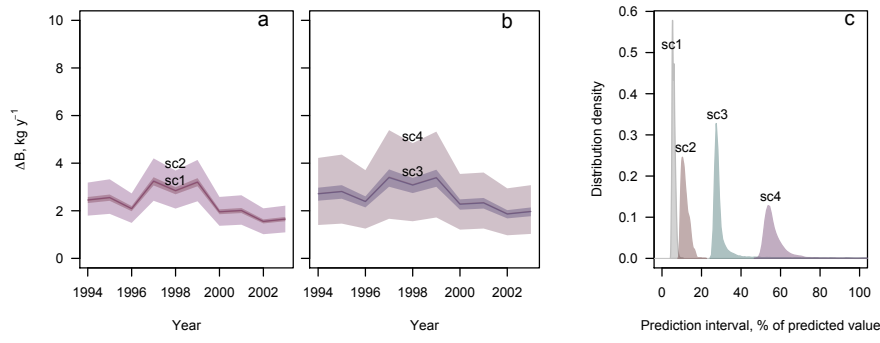 a
10
8
6
4
2
0
ΔB, kg y⁻¹
sc2
sc1
1994 1996 1998 2000 2002
Year
b
sc4
sc3
1994 1996 1998 2000 2002
Year
c
0.6
0.5
0.4
0.3
0.2
0.1
0.0
Distribution density
sc1
sc2
sc3
sc4
0 20 40 60 80 100
Prediction interval, % of predicted value